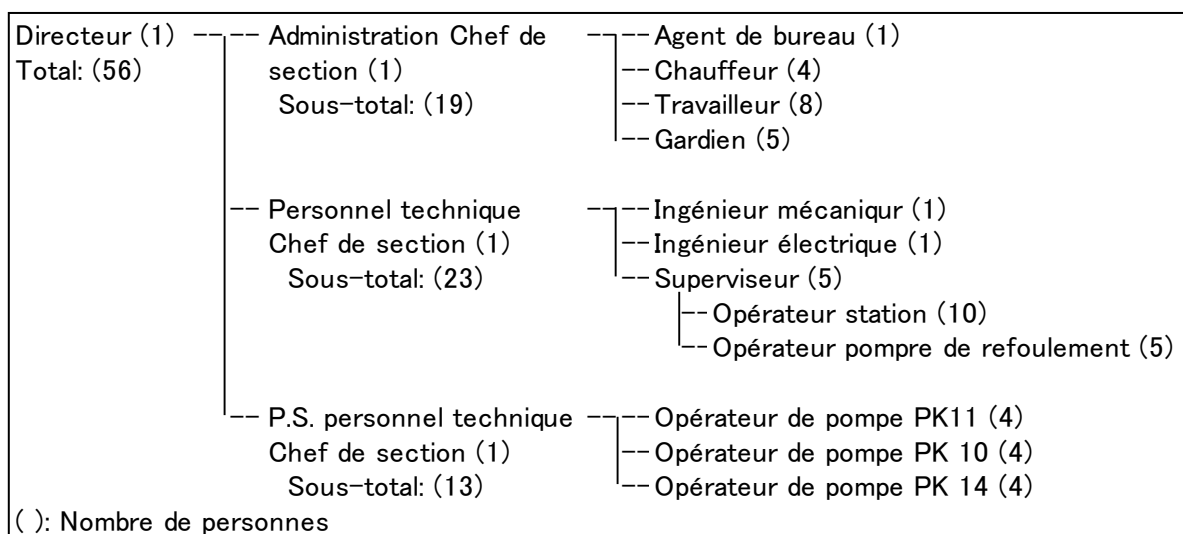 Directeur (1) -- -- Administration Chef de -- -- Agent de bureau (1)
Total: (56) section (1) -- Chauffeur (4)
Sous-total: (19) -- Travailleur (8)
-- Gardien (5)
-- Personnel technique -- -- Ingénieur mécaniqur (1)
Chef de section (1) -- Ingénieur électrique (1)
Sous-total: (23) -- Superviseur (5)
-- Opérateur station (10)
-- Opérateur pompre de refoulement (5)
-- P.S. personnel technique -- -- Opérateur de pompe PK11 (4)
Chef de section (1) -- Opérateur de pompe PK 10 (4)
Sous-total: (13) -- Opérateur de pompe PK 14 (4)
( ): Nombre de personnes